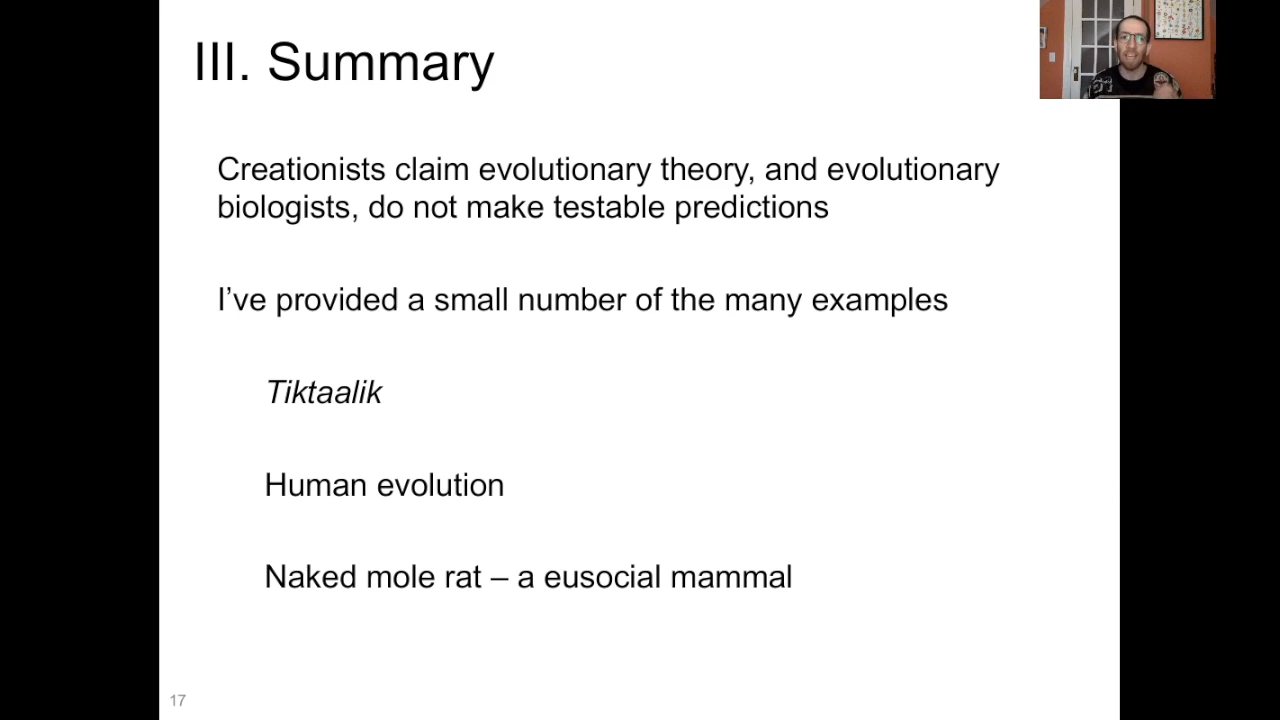 III. Summary
Creationists claim evolutionary theory, and evolutionary
biologists, do not make testable predictions
I’ve provided a small number of the many examples
Tiktaalik
Human evolution
Naked mole rat – a eusocial mammal
17